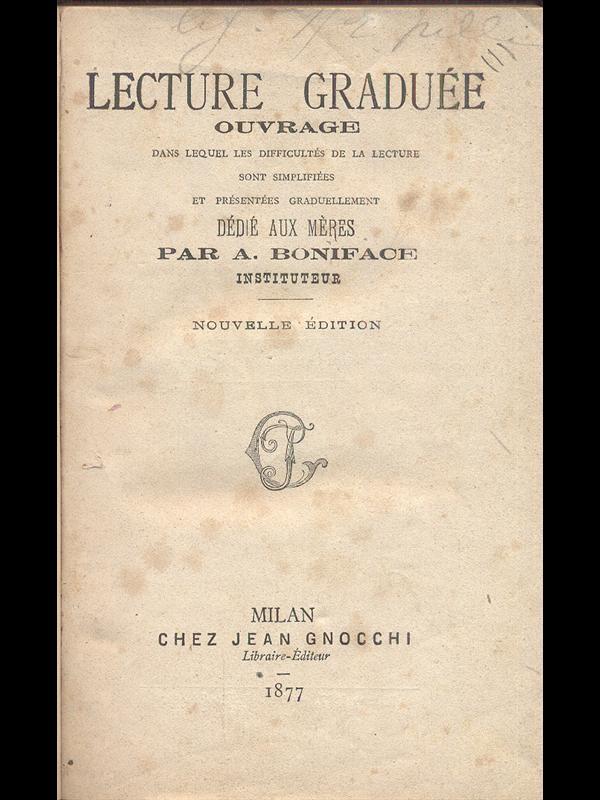 (1)
LECTURE GRADUÉE
OUVRAGE
DANS LEQUEL LES DIFFICULTÉS DE LA LECTURE
SONT SIMPLIFIÉES
ET PRÉSENTÉES GRADUELLEMENT
DÉDIÉ AUX MÈRES
PAR A. BONIFACE
INSTITUTEUR
NOUVELLE ÉDITION
MILAN
CHEZ JEAN GNOCCHI
Libraire-Éditeur
1877